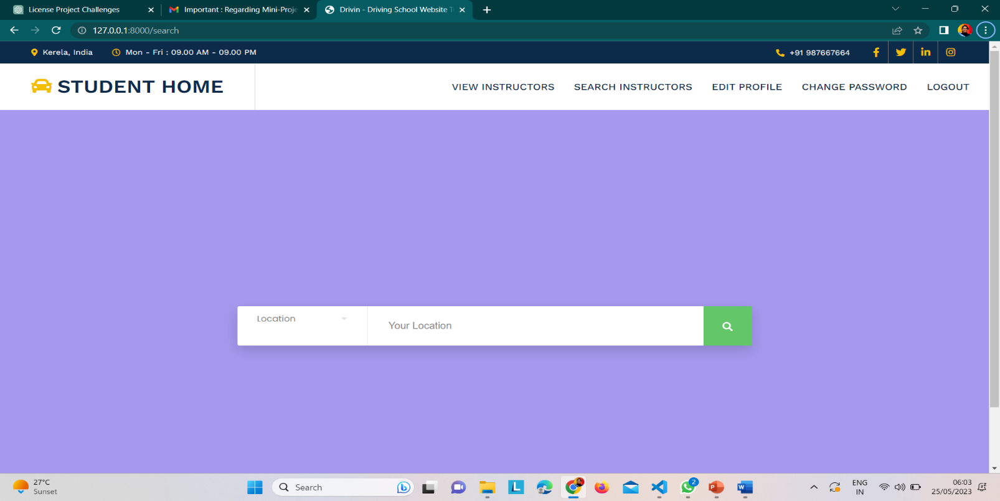 License Project Challenges
Important : Regarding Mini-Proje
Drivin - Driving School Website T
127.0.0.1:8000/search
Kerela, India
Mon - Fri : 09.00 AM - 09.00 PM
+91 987667664
STUDENT HOME
VIEW INSTRUCTORS
SEARCH INSTRUCTORS
EDIT PROFILE
CHANGE PASSWORD
LOGOUT
Location
Your Location
27°C
Sunset
Search
2
ENG
IN
06:03
25/05/2023